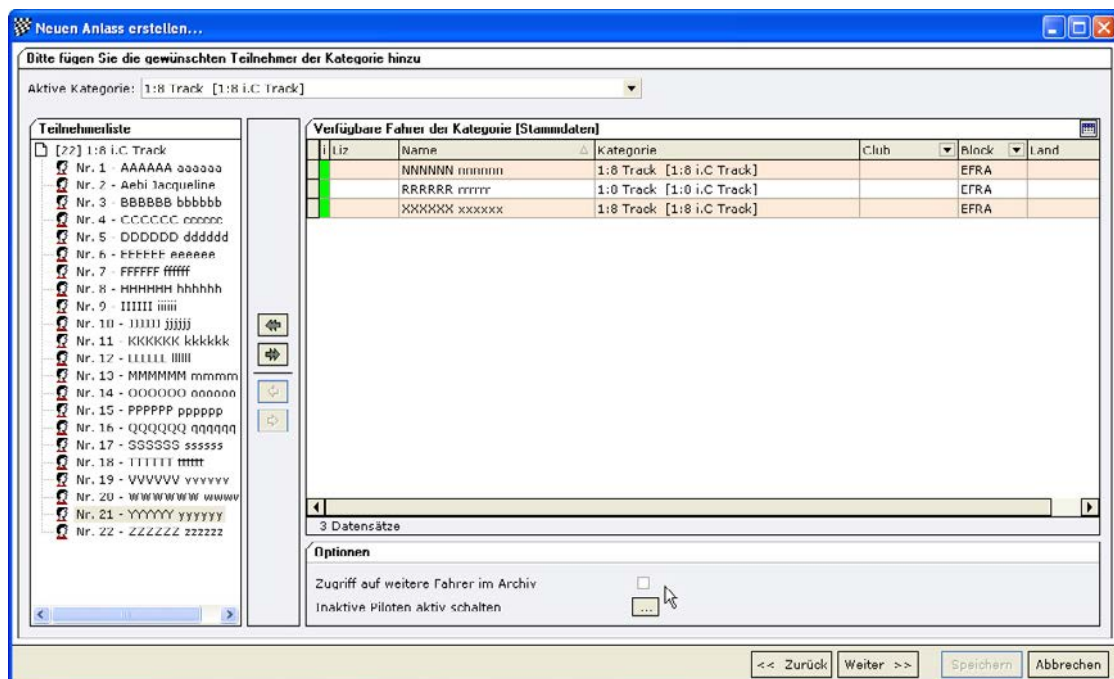 Neuen Anlass erstellen...
Bitte fügen Sie die gewünschten Teilnehmer der Kategorie hinzu
Aktive Kategorie: 1:8 Track [1:8 i.C Track]
Teilnehmerliste
[22] 1:8 i.C Track
Nr. 1 - AAAAAA aaaaaa
Nr. 2 - Aebi Jacqueline
Nr. 3 - BBBBBB bbbbbb
Nr. 4 - CCCCCC cccccc
Nr. 5 - DDDDDD dddddd
Nr. 6 - EEEEEE eeeeee
Nr. 7 - FFFFFF ffffff
Nr. 8 - HHHHHH hhhhhh
Nr. 9 - IIIIII iiiiii
Nr. 10 - JJJJJJ jjjjjj
Nr. 11 - KKKKKK kkkkkk
Nr. 12 - LLLLLL llllll
Nr. 13 - MMMMMM mmmm
Nr. 14 - OOOOOO oooooo
Nr. 15 - PPPPPP pppppp
Nr. 16 - QQQQQQ qqqqqq
Nr. 17 - SSSSSS ssssss
Nr. 18 - TTTTTT tttttt
Nr. 19 - VVVVVV vvvvvv
Nr. 20 - WWWWWW wwww
Nr. 21 - YYYYYY yyyyyy
Nr. 22 - ZZZZZZ zzzzzz
Verfügbare Fahrer der Kategorie [Stammdaten]
i Liz Name Kategorie Club Block Land
NNNNNN nnnnnn 1:8 Track [1:8 i.C Track] EFRA
RRRRRR rrrrrr 1:8 Track [1:8 i.C Track] EFRA
XXXXXX xxxxxx 1:8 Track [1:8 i.C Track] EFRA
3 Datensätze
Optionen
Zugriff auf weitere Fahrer im Archiv
Inaktive Piloten aktiv schalten ...
<< Zurück Weiter >> Speichern Abbrechen